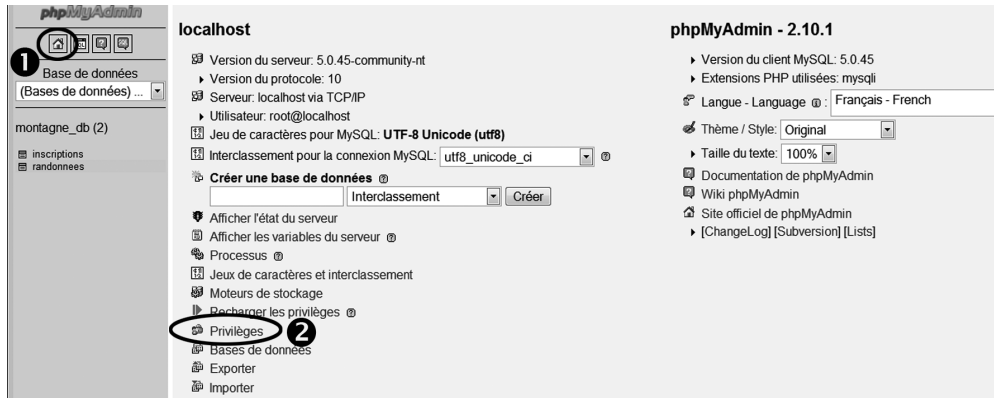 phpMyAdmin
1
Base de données
(Bases de données) ...
montagne_db (2)
inscriptions
randonnees
localhost
Version du serveur: 5.0.45-community-nt
Version du protocole: 10
Serveur: localhost via TCP/IP
Utilisateur: root@localhost
Jeu de caractères pour MySQL: UTF-8 Unicode (utf8)
Interclassement pour la connexion MySQL: utf8_unicode_ci
Créer une base de données
Interclassement Créer
Afficher l'état du serveur
Afficher les variables du serveur
Processus
Jeux de caractères et interclassement
Moteurs de stockage
Recharger les privilèges
Privilèges 2
Bases de données
Exporter
Importer
phpMyAdmin - 2.10.1
Version du client MySQL: 5.0.45
Extensions PHP utilisées: mysqli
Langue - Language : Français - French
Thème / Style: Original
Taille du texte: 100%
Documentation de phpMyAdmin
Wiki phpMyAdmin
Site officiel de phpMyAdmin
[ChangeLog] [Subversion] [Lists]